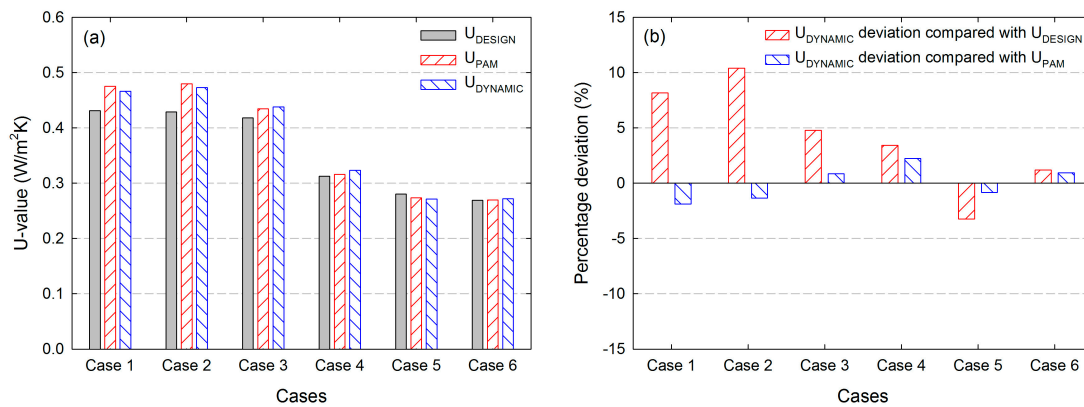 (a)
U_DESIGN
U_PAM
U_DYNAMIC
U-value (W/m²K)
0.6
0.5
0.4
0.3
0.2
0.1
0.0
Case 1 Case 2 Case 3 Case 4 Case 5 Case 6
Cases
(b)
U_DYNAMIC deviation compared with U_DESIGN
U_DYNAMIC deviation compared with U_PAM
Percentage deviation (%)
15
10
5
0
-5
-10
-15
Case 1 Case 2 Case 3 Case 4 Case 5 Case 6
Cases